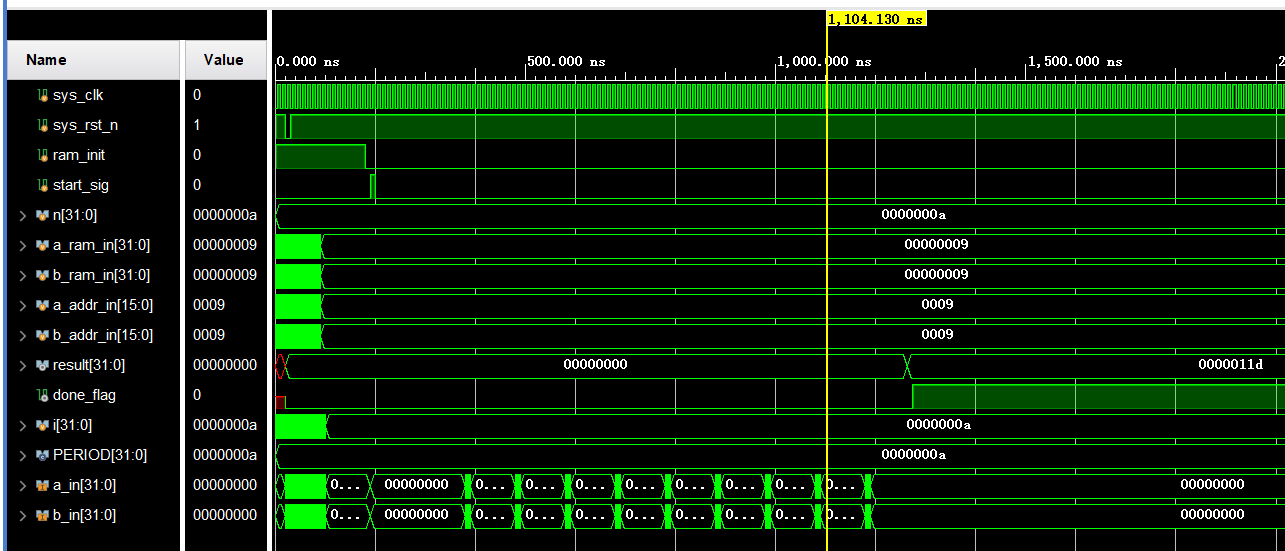 1,104.130 ns
Name Value
0.000 ns 500.000 ns 1,000.000 ns 1,500.000 ns 2
sys_clk 0
sys_rst_n 1
ram_init 0
start_sig 0
n[31:0] 0000000a 0000000a
a_ram_in[31:0] 00000009 00000009
b_ram_in[31:0] 00000009 00000009
a_addr_in[15:0] 0009 0009
b_addr_in[15:0] 0009 0009
result[31:0] 00000000 00000000 0000011d
done_flag 0
i[31:0] 0000000a 0000000a
PERIOD[31:0] 0000000a 0000000a
a_in[31:0] 00000000 0... 00000000 0... 0... 0... 0... 0... 0... 0... 0... 00000000
b_in[31:0] 00000000 0... 00000000 0... 0... 0... 0... 0... 0... 0... 0... 00000000